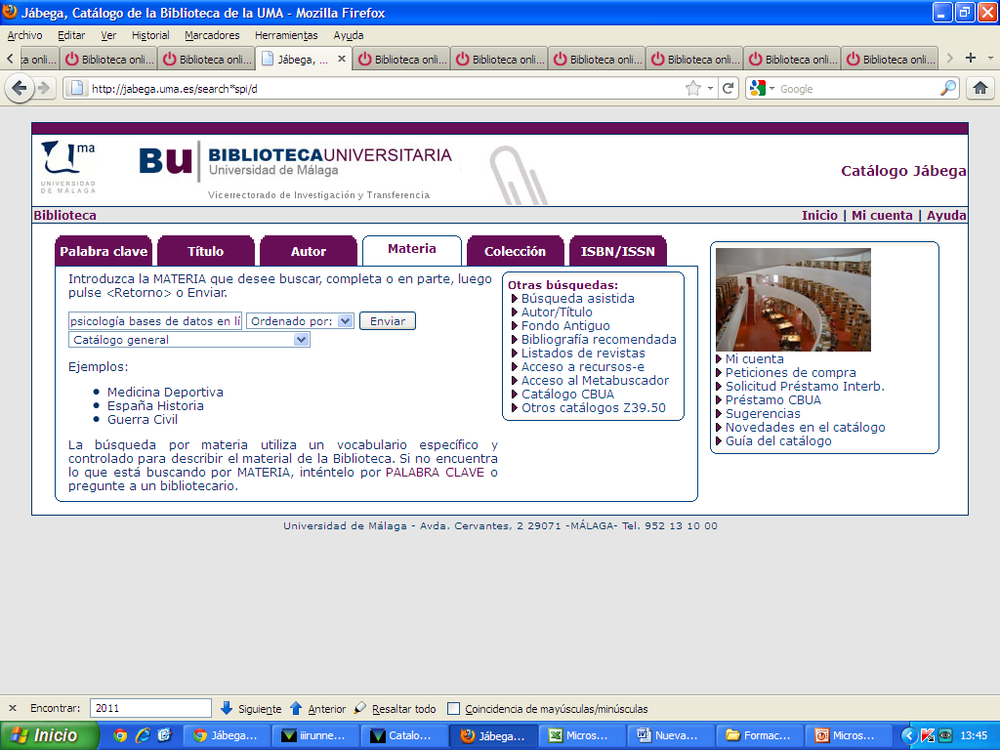 Jábega, Catálogo de la Biblioteca de la UMA - Mozilla Firefox
Archivo Editar Ver Historial Marcadores Herramientas Ayuda
ca onli... Biblioteca onli... Biblioteca onli... Jábega, ... Biblioteca onli... Biblioteca onli... Biblioteca onli... Biblioteca onli... Biblioteca onli... Biblioteca onli...
http://jabega.uma.es/search*spi/d Google
uma
UNIVERSIDAD
DE MÁLAGA
Bu BIBLIOTECAUNIVERSITARIA
Universidad de Málaga
Vicerrectorado de Investigación y Transferencia
Catálogo Jábega
Biblioteca Inicio | Mi cuenta | Ayuda
Palabra clave Título Autor Materia Colección ISBN/ISSN
Introduzca la MATERIA que desee buscar, completa o en parte, luego
pulse <Retorno> o Enviar.
psicología bases de datos en lí Ordenado por: Enviar
Catálogo general
Ejemplos:
Medicina Deportiva
España Historia
Guerra Civil
La búsqueda por materia utiliza un vocabulario específico y
controlado para describir el material de la Biblioteca. Si no encuentra
lo que está buscando por MATERIA, inténtelo por PALABRA CLAVE o
pregunte a un bibliotecario.
Otras búsquedas:
Búsqueda asistida
Autor/Título
Fondo Antiguo
Bibliografía recomendada
Listados de revistas
Acceso a recursos-e
Acceso al Metabuscador
Catálogo CBUA
Otros catálogos Z39.50
Mi cuenta
Peticiones de compra
Solicitud Préstamo Interb.
Préstamo CBUA
Sugerencias
Novedades en el catálogo
Guía del catálogo
Universidad de Málaga - Avda. Cervantes, 2 29071 -MÁLAGA- Tel. 952 13 10 00
Encontrar: 2011 Siguiente Anterior Resaltar todo Coincidencia de mayúsculas/minúsculas
Inicio Jábega... iiirunne... Catalo... Jábega... Micros... Nueva... Formac... Micros... 13:45